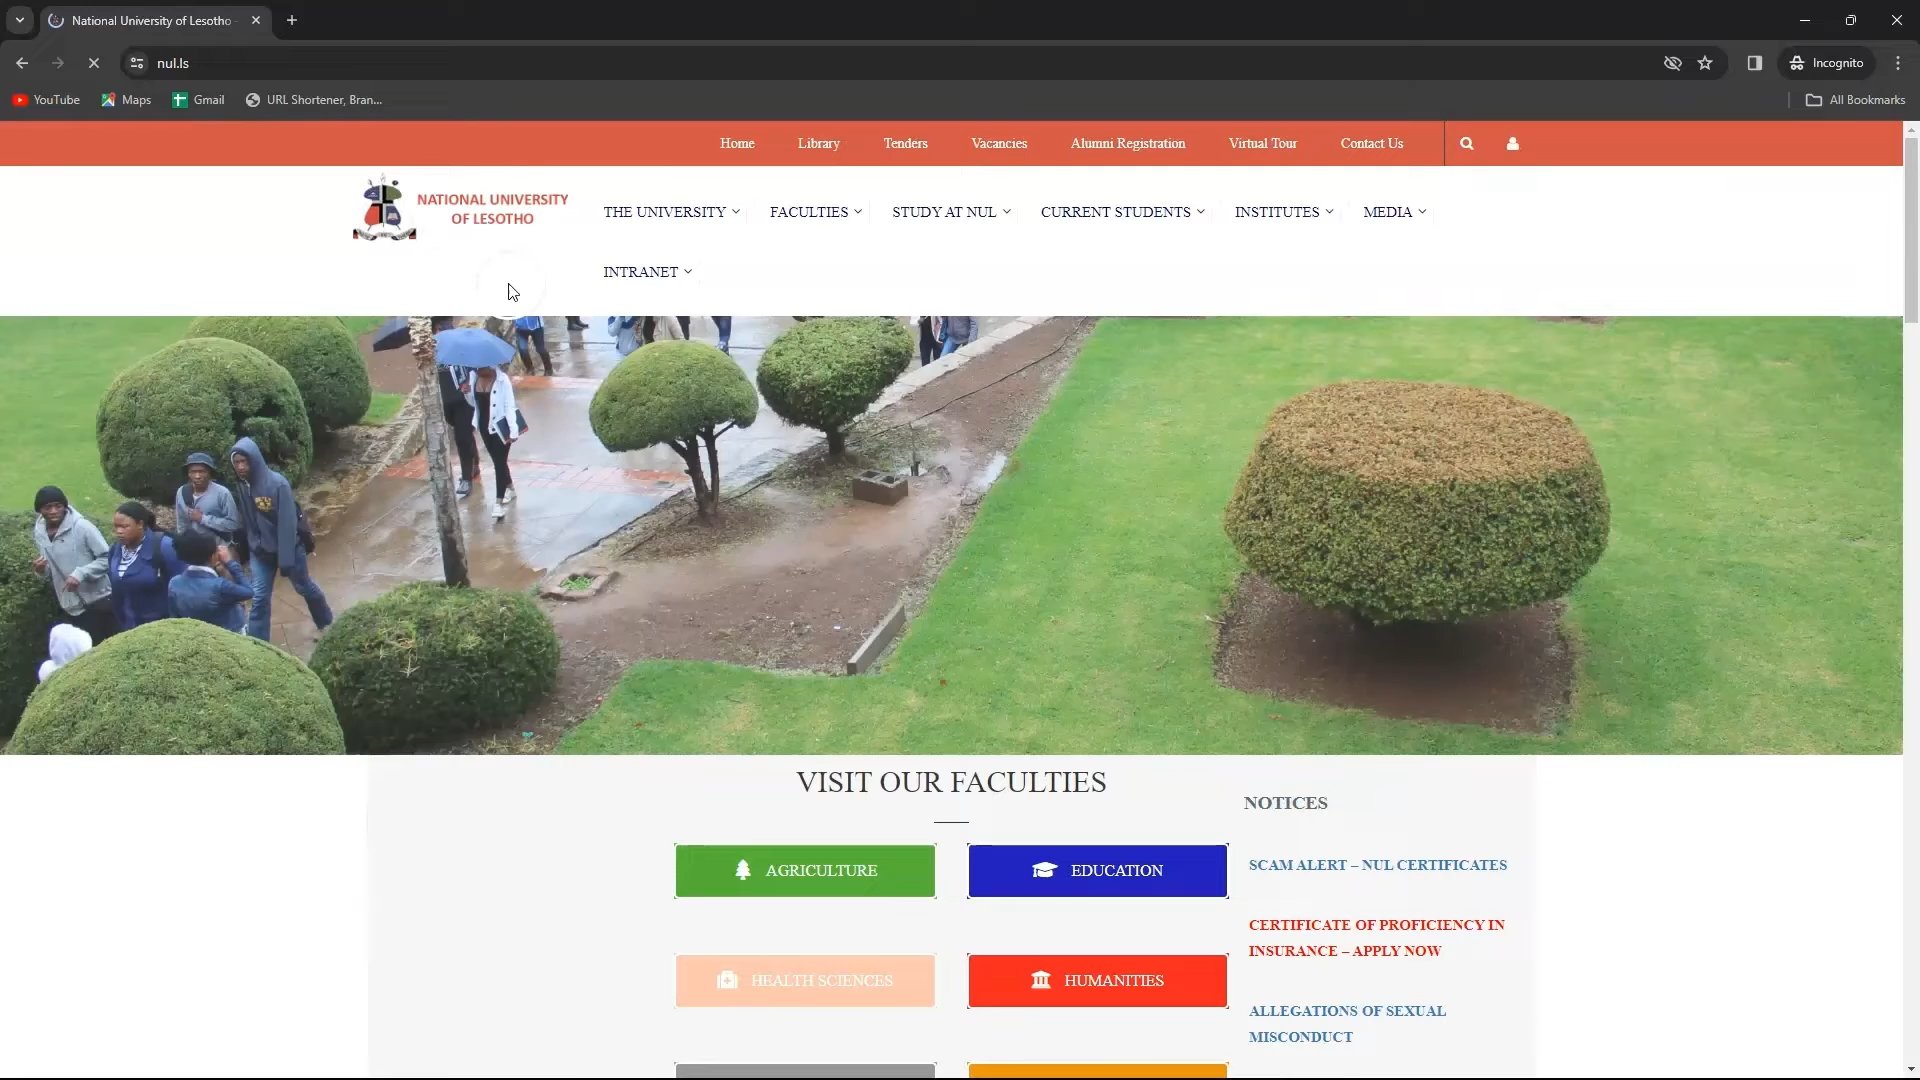 National University of Lesotho
nul.ls
Incognito
YouTube Maps Gmail URL Shortener, Bran... All Bookmarks
Home Library Tenders Vacancies Alumni Registration Virtual Tour Contact Us
NATIONAL UNIVERSITY
OF LESOTHO
THE UNIVERSITY FACULTIES STUDY AT NUL CURRENT STUDENTS INSTITUTES MEDIA
INTRANET
VISIT OUR FACULTIES
AGRICULTURE EDUCATION
HEALTH SCIENCES HUMANITIES
NOTICES
SCAM ALERT – NUL CERTIFICATES
CERTIFICATE OF PROFICIENCY IN
INSURANCE – APPLY NOW
ALLEGATIONS OF SEXUAL
MISCONDUCT